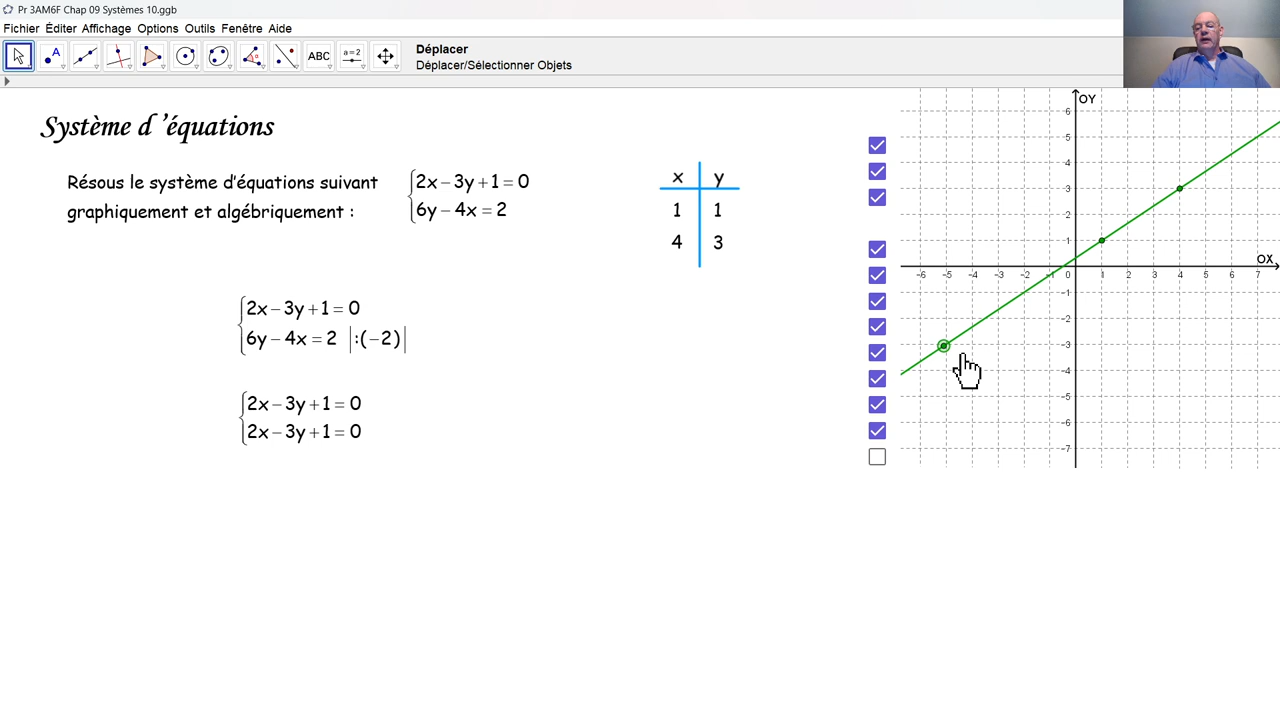 Pr 3AM6F Chap 09 Systèmes 10.ggb
Fichier Éditer Affichage Options Outils Fenêtre Aide
A
ABC
a=2
Déplacer
Déplacer/Sélectionner Objets
Système d 'équations
Résous le système d'équations suivant
graphiquement et algébriquement :
2x − 3y + 1 = 0
6y − 4x = 2
x y
1 1
4 3
2x − 3y + 1 = 0
6y − 4x = 2 |:(−2)|
2x − 3y + 1 = 0
2x − 3y + 1 = 0
OY
6
5
4
3
2
1
OX
−6 −5 −4 −3 −2 −1 0 1 2 3 4 5 6 7
−1
−2
−3
−4
−5
−6
−7